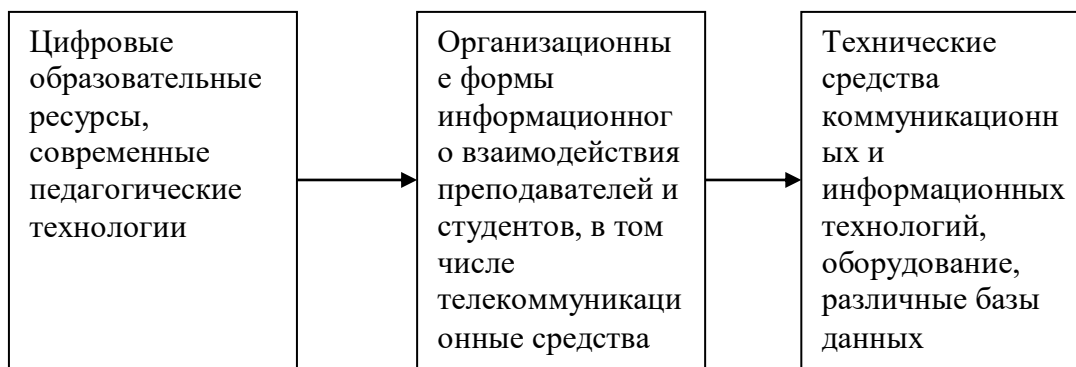 Цифровые
образовательные
ресурсы,
современные
педагогические
технологии
Организационны
е формы
информационног
о взаимодействия
преподавателей и
студентов, в том
числе
телекоммуникаци
онные средства
Технические
средства
коммуникационн
ых и
информационных
технологий,
оборудование,
различные базы
данных